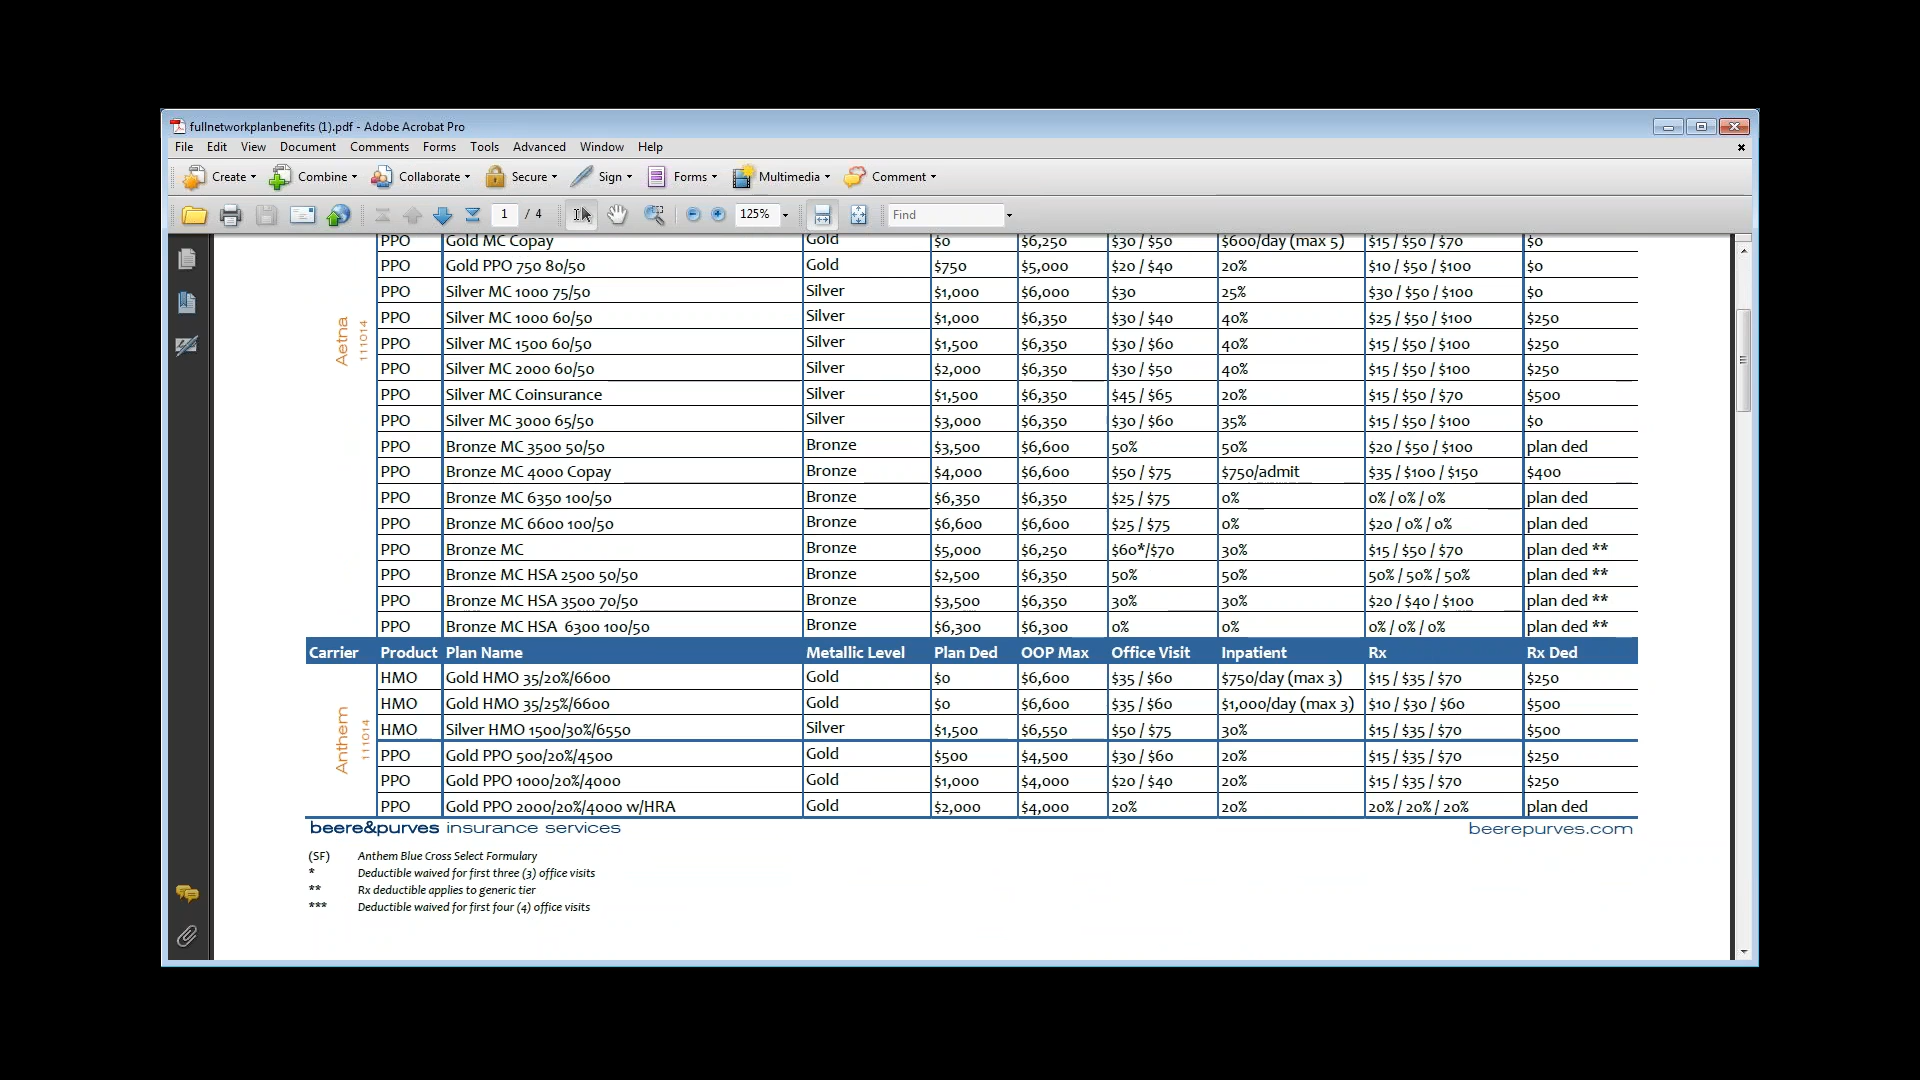 fullnetworkplanbenefits (1).pdf - Adobe Acrobat Pro
File Edit View Document Comments Forms Tools Advanced Window Help
Create Combine Collaborate Secure Sign Forms Multimedia Comment
1 / 4 125% Find
PPO Gold MC Copay Gold $0 $6,250 $30 / $50 $600/day (max 5) $15 / $50 / $70 $0
PPO Gold PPO 750 80/50 Gold $750 $5,000 $20 / $40 20% $10 / $50 / $100 $0
PPO Silver MC 1000 75/50 Silver $1,000 $6,000 $30 25% $30 / $50 / $100 $0
PPO Silver MC 1000 60/50 Silver $1,000 $6,350 $30 / $40 40% $25 / $50 / $100 $250
Aetna 111014
PPO Silver MC 1500 60/50 Silver $1,500 $6,350 $30 / $60 40% $15 / $50 / $100 $250
PPO Silver MC 2000 60/50 Silver $2,000 $6,350 $30 / $50 40% $15 / $50 / $100 $250
PPO Silver MC Coinsurance Silver $1,500 $6,350 $45 / $65 20% $15 / $50 / $70 $500
PPO Silver MC 3000 65/50 Silver $3,000 $6,350 $30 / $60 35% $15 / $50 / $100 $0
PPO Bronze MC 3500 50/50 Bronze $3,500 $6,600 50% 50% $20 / $50 / $100 plan ded
PPO Bronze MC 4000 Copay Bronze $4,000 $6,600 $50 / $75 $750/admit $35 / $100 / $150 $400
PPO Bronze MC 6350 100/50 Bronze $6,350 $6,350 $25 / $75 0% 0% / 0% / 0% plan ded
PPO Bronze MC 6600 100/50 Bronze $6,600 $6,600 $25 / $75 0% $20 / 0% / 0% plan ded
PPO Bronze MC Bronze $5,000 $6,250 $60*/$70 30% $15 / $50 / $70 plan ded **
PPO Bronze MC HSA 2500 50/50 Bronze $2,500 $6,350 50% 50% 50% / 50% / 50% plan ded **
PPO Bronze MC HSA 3500 70/50 Bronze $3,500 $6,350 30% 30% $20 / $40 / $100 plan ded **
PPO Bronze MC HSA 6300 100/50 Bronze $6,300 $6,300 0% 0% 0% / 0% / 0% plan ded **
Carrier Product Plan Name Metallic Level Plan Ded OOP Max Office Visit Inpatient Rx Rx Ded
HMO Gold HMO 35/20%/6600 Gold $0 $6,600 $35 / $60 $750/day (max 3) $15 / $35 / $70 $250
HMO Gold HMO 35/25%/6600 Gold $0 $6,600 $35 / $60 $1,000/day (max 3) $10 / $30 / $60 $500
HMO Silver HMO 1500/30%/6550 Silver $1,500 $6,550 $50 / $75 30% $15 / $35 / $70 $500
Anthem 111014
PPO Gold PPO 500/20%/4500 Gold $500 $4,500 $30 / $60 20% $15 / $35 / $70 $250
PPO Gold PPO 1000/20%/4000 Gold $1,000 $4,000 $20 / $40 20% $15 / $35 / $70 $250
PPO Gold PPO 2000/20%/4000 w/HRA Gold $2,000 $4,000 20% 20% 20% / 20% / 20% plan ded
beere&purves insurance services beerepurves.com
(SF) Anthem Blue Cross Select Formulary
* Deductible waived for first three (3) office visits
** Rx deductible applies to generic tier
*** Deductible waived for first four (4) office visits